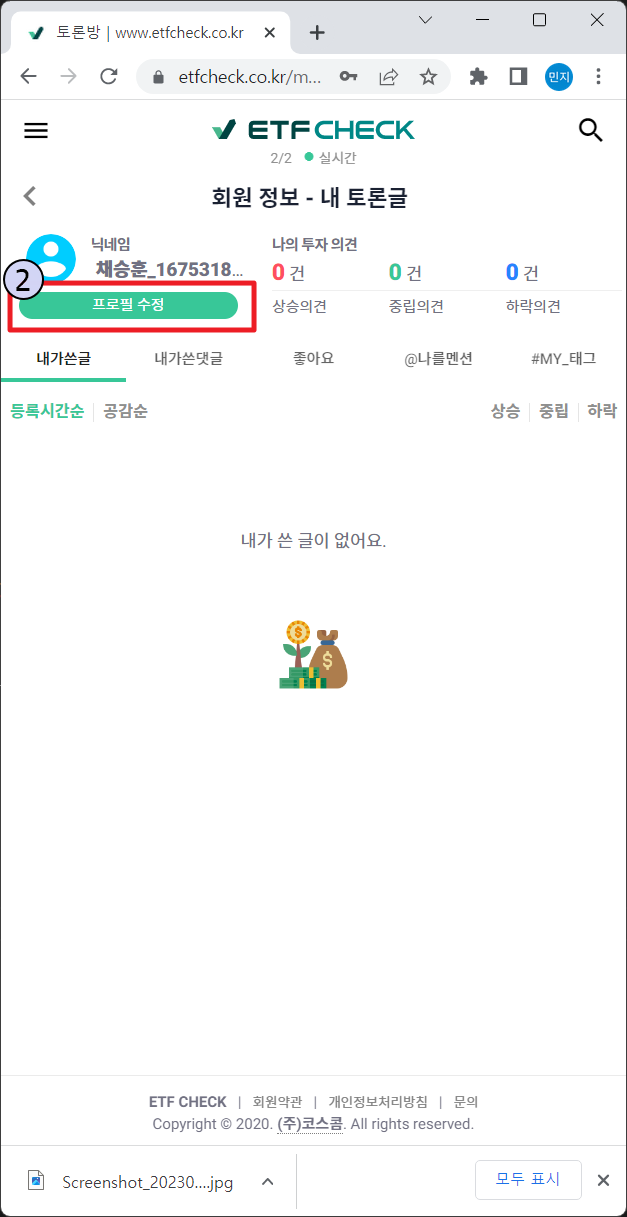 토론방 | www.etfcheck.co.kr
etfcheck.co.kr/m...
민지
ETF CHECK
2/2 실시간
회원 정보 - 내 토론글
닉네임
채승훈_1675318...
나의 투자 의견
0 건 0 건 0 건
상승의견 중립의견 하락의견
2
프로필 수정
내가쓴글 내가쓴댓글 좋아요 @나를멘션 #MY_태그
등록시간순 공감순 상승 중립 하락
내가 쓴 글이 없어요.
ETF CHECK | 회원약관 | 개인정보처리방침 | 문의
Copyright © 2020. (주)코스콤. All rights reserved.
Screenshot_20230....jpg
모두 표시